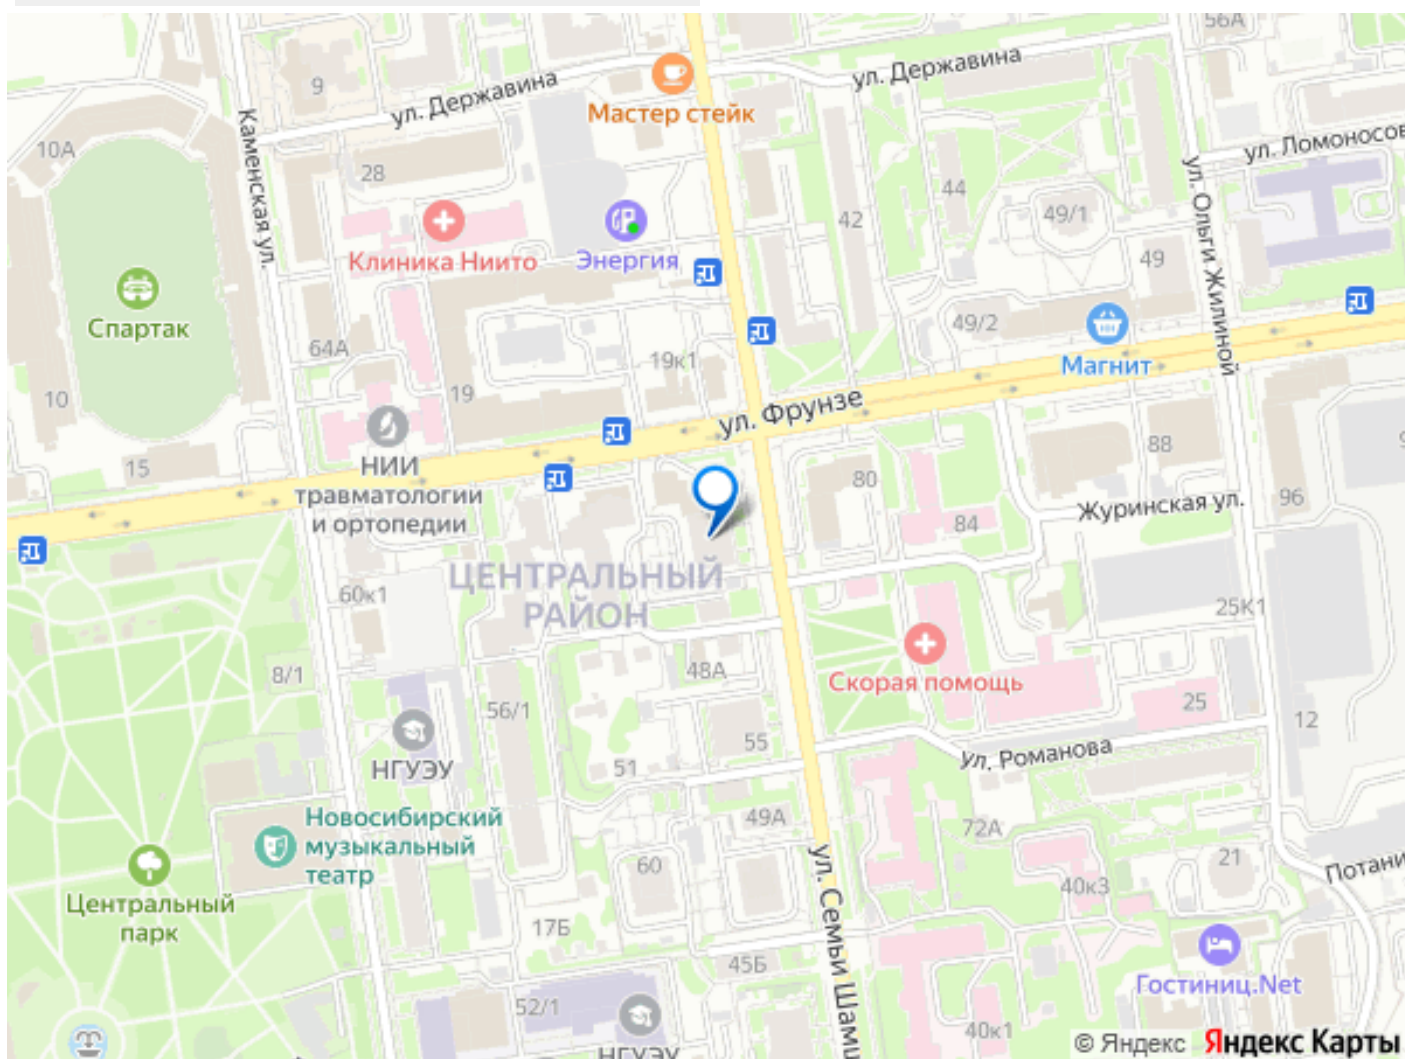 56А
ул. Державина
ул. Державина
9
Мастер стейк
Каменская ул.
10А
28
ул. Ломоносов
44
ул. Ольги Жилиной
49/1
42
Клиника Ниито
Энергия
49
Спартак
64А
49/2
19к1
Магнит
10
19
ул. Фрунзе
15
НИИ
травматологии
и ортопедии
88
80
96
Журинская ул.
84
ЦЕНТРАЛЬНЫЙ
РАЙОН
60к1
25К1
8/1
48А
Скорая помощь
25
56/1
12
55
ул. Романова
НГУЭУ
51
Новосибирский
музыкальный
театр
49А
72А
ул. Семьи Шамш
60
21
Потани
40к3
Центральный
парк
17Б
45Б
Гостиниц.Net
52/1
40к1
НГУЭУ
© Яндекс Яндекс Карты